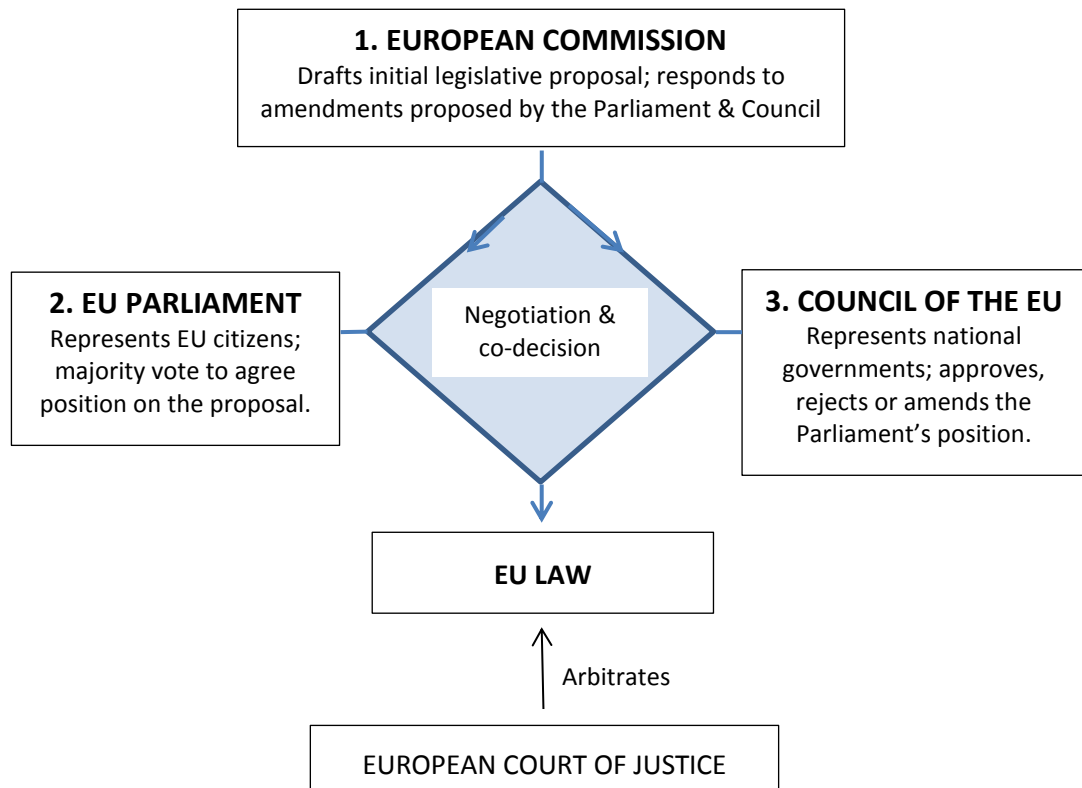 1. EUROPEAN COMMISSION
Drafts initial legislative proposal; responds to
amendments proposed by the Parliament & Council
2. EU PARLIAMENT
Represents EU citizens;
majority vote to agree
position on the proposal.
Negotiation &
co-decision
3. COUNCIL OF THE EU
Represents national
governments; approves,
rejects or amends the
Parliament’s position.
EU LAW
Arbitrates
EUROPEAN COURT OF JUSTICE